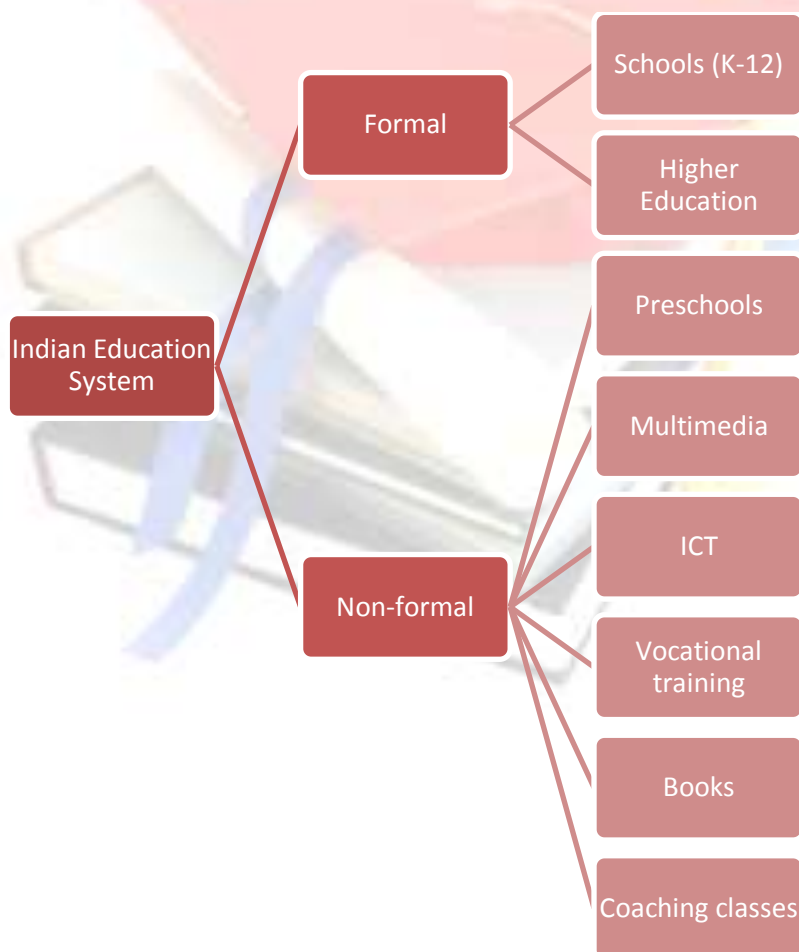 Indian Education
System
Formal
Schools (K-12)
Higher
Education
Non-formal
Preschools
Multimedia
ICT
Vocational
training
Books
Coaching classes